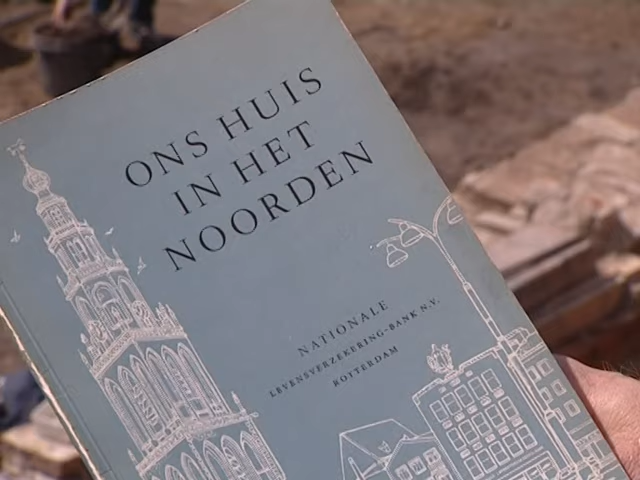 ONS HUIS
IN HET
NOORDEN
NATIONALE
LEVENSVERZEKERING-BANK N.V.
ROTTERDAM